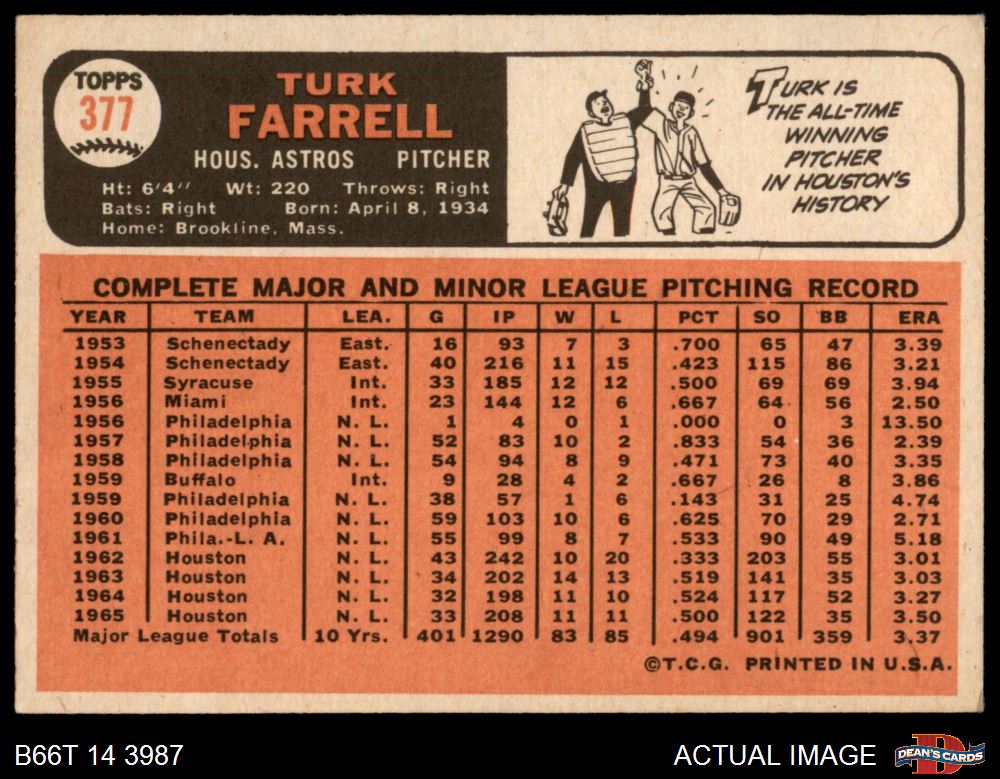 TOPPS
377
TURK
FARRELL
HOUS. ASTROS PITCHER
Ht: 6'4" Wt: 220 Throws: Right
Bats: Right Born: April 8, 1934
Home: Brookline, Mass.
TURK IS
THE ALL-TIME
WINNING
PITCHER
IN HOUSTON'S
HISTORY
COMPLETE MAJOR AND MINOR LEAGUE PITCHING RECORD
YEAR TEAM LEA. G IP W L PCT SO BB ERA
1953 Schenectady East. 16 93 7 3 .700 65 47 3.39
1954 Schenectady East. 40 216 11 15 .423 115 86 3.21
1955 Syracuse Int. 33 185 12 12 .500 69 69 3.94
1956 Miami Int. 23 144 12 6 .667 64 56 2.50
1956 Philadelphia N. L. 1 4 0 1 .000 0 3 13.50
1957 Philadelphia N. L. 52 83 10 2 .833 54 36 2.39
1958 Philadelphia N. L. 54 94 8 9 .471 73 40 3.35
1959 Buffalo Int. 9 28 4 2 .667 26 8 3.86
1959 Philadelphia N. L. 38 57 1 6 .143 31 25 4.74
1960 Philadelphia N. L. 59 103 10 6 .625 70 29 2.71
1961 Phila.-L. A. N. L. 55 99 8 7 .533 90 49 5.18
1962 Houston N. L. 43 242 10 20 .333 203 55 3.01
1963 Houston N. L. 34 202 14 13 .519 141 35 3.03
1964 Houston N. L. 32 198 11 10 .524 117 52 3.27
1965 Houston N. L. 33 208 11 11 .500 122 35 3.50
Major League Totals 10 Yrs. 401 1290 83 85 .494 901 359 3.37
©T.C.G. PRINTED IN U.S.A.
B66T 14 3987 ACTUAL IMAGE DEAN'S CARDS